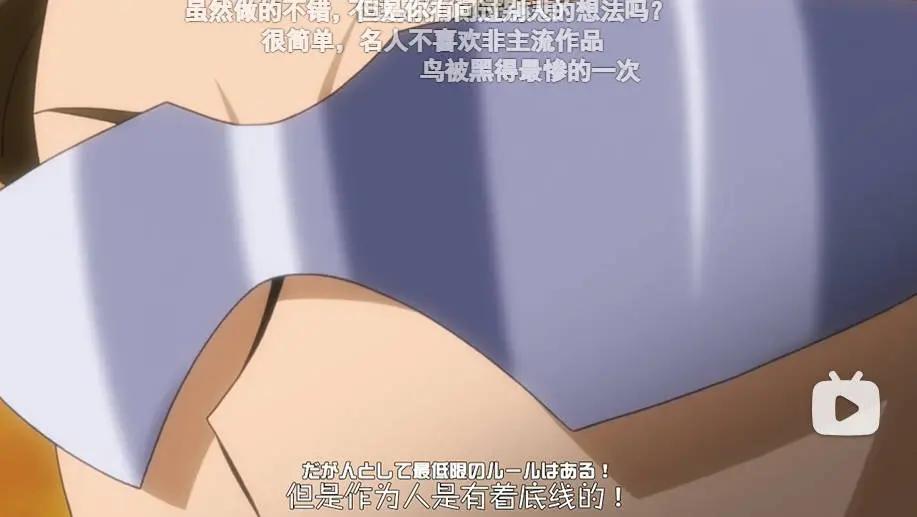 虽然做的不错，但是你有问过别人的想法吗？
很简单，名人不喜欢非主流作品
鸟被黑得最惨的一次
だが人として最低限のルールはある！
但是作为人是有着底线的！